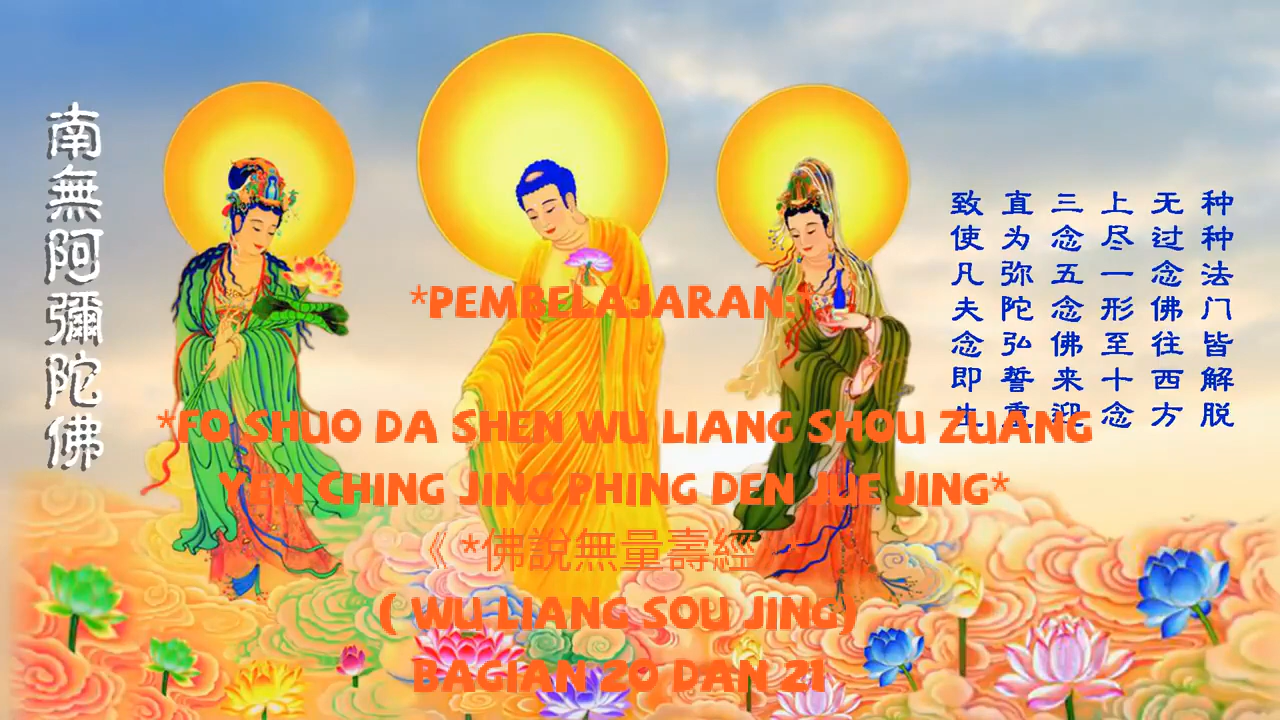 南無阿彌陀佛
种种法门皆解脱
无过念佛往西方
上尽一形至十念
三念五念佛来迎
直为弥陀弘誓重
致使凡夫念即生
*PEMBELAJARAN:*
*FO SHUO DA SHEN WU LIANG SHOU ZUANG
YEN CHING JING PHING DEN JUE JING*
《 *佛說無量壽經
( WU LIANG SOU JING)
BAGIAN 20 DAN 21